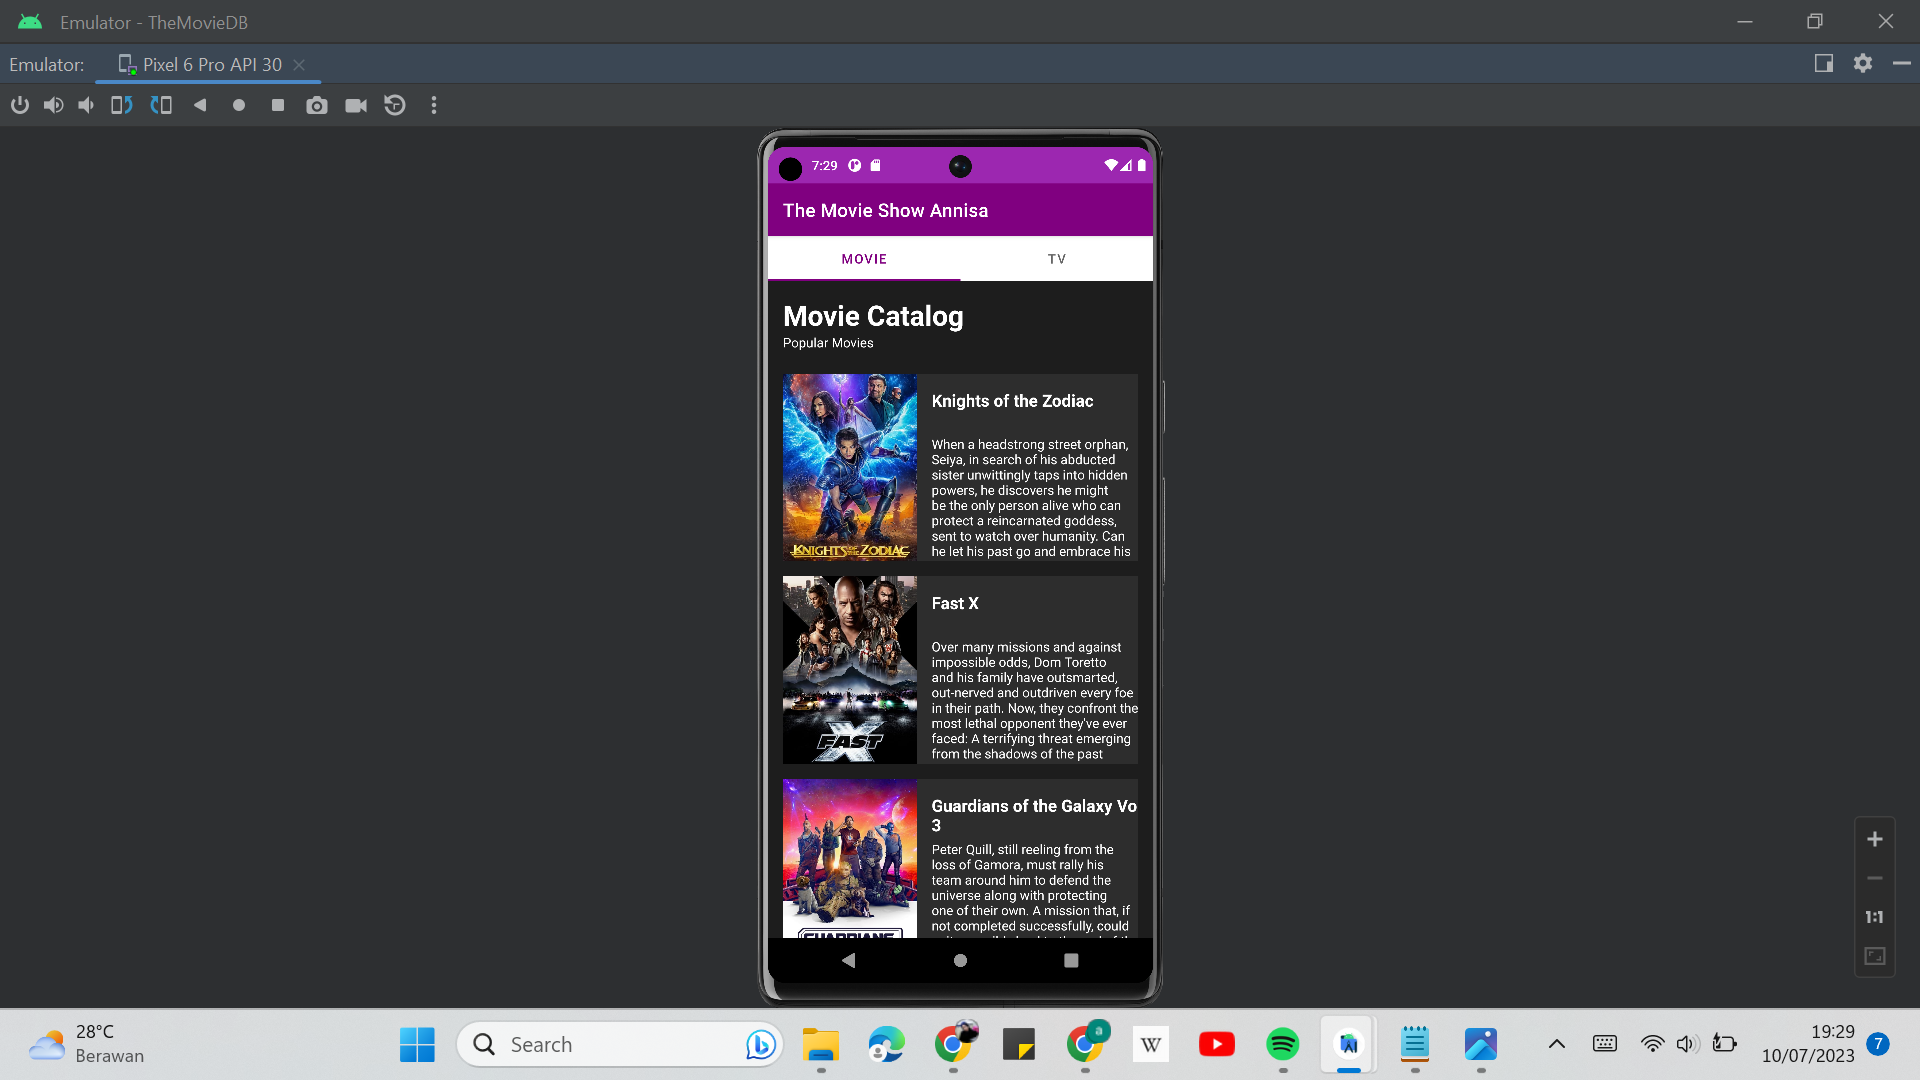 Emulator - TheMovieDB
Emulator:
Pixel 6 Pro API 30
7:29
The Movie Show Annisa
MOVIE
TV
Movie Catalog
Popular Movies
KNIGHTS OF THE ZODIAC
Knights of the Zodiac
When a headstrong street orphan,
Seiya, in search of his abducted
sister unwittingly taps into hidden
powers, he discovers he might
be the only person alive who can
protect a reincarnated goddess,
sent to watch over humanity. Can
he let his past go and embrace his
FAST X
Fast X
Over many missions and against
impossible odds, Dom Toretto
and his family have outsmarted,
out-nerved and outdriven every foe
in their path. Now, they confront the
most lethal opponent they've ever
faced: A terrifying threat emerging
from the shadows of the past
GUARDIANS
Guardians of the Galaxy Vo
3
Peter Quill, still reeling from the
loss of Gamora, must rally his
team around him to defend the
universe along with protecting
one of their own. A mission that, if
not completed successfully, could
1:1
28°C
Berawan
Search
a
W
19:29
10/07/2023
7